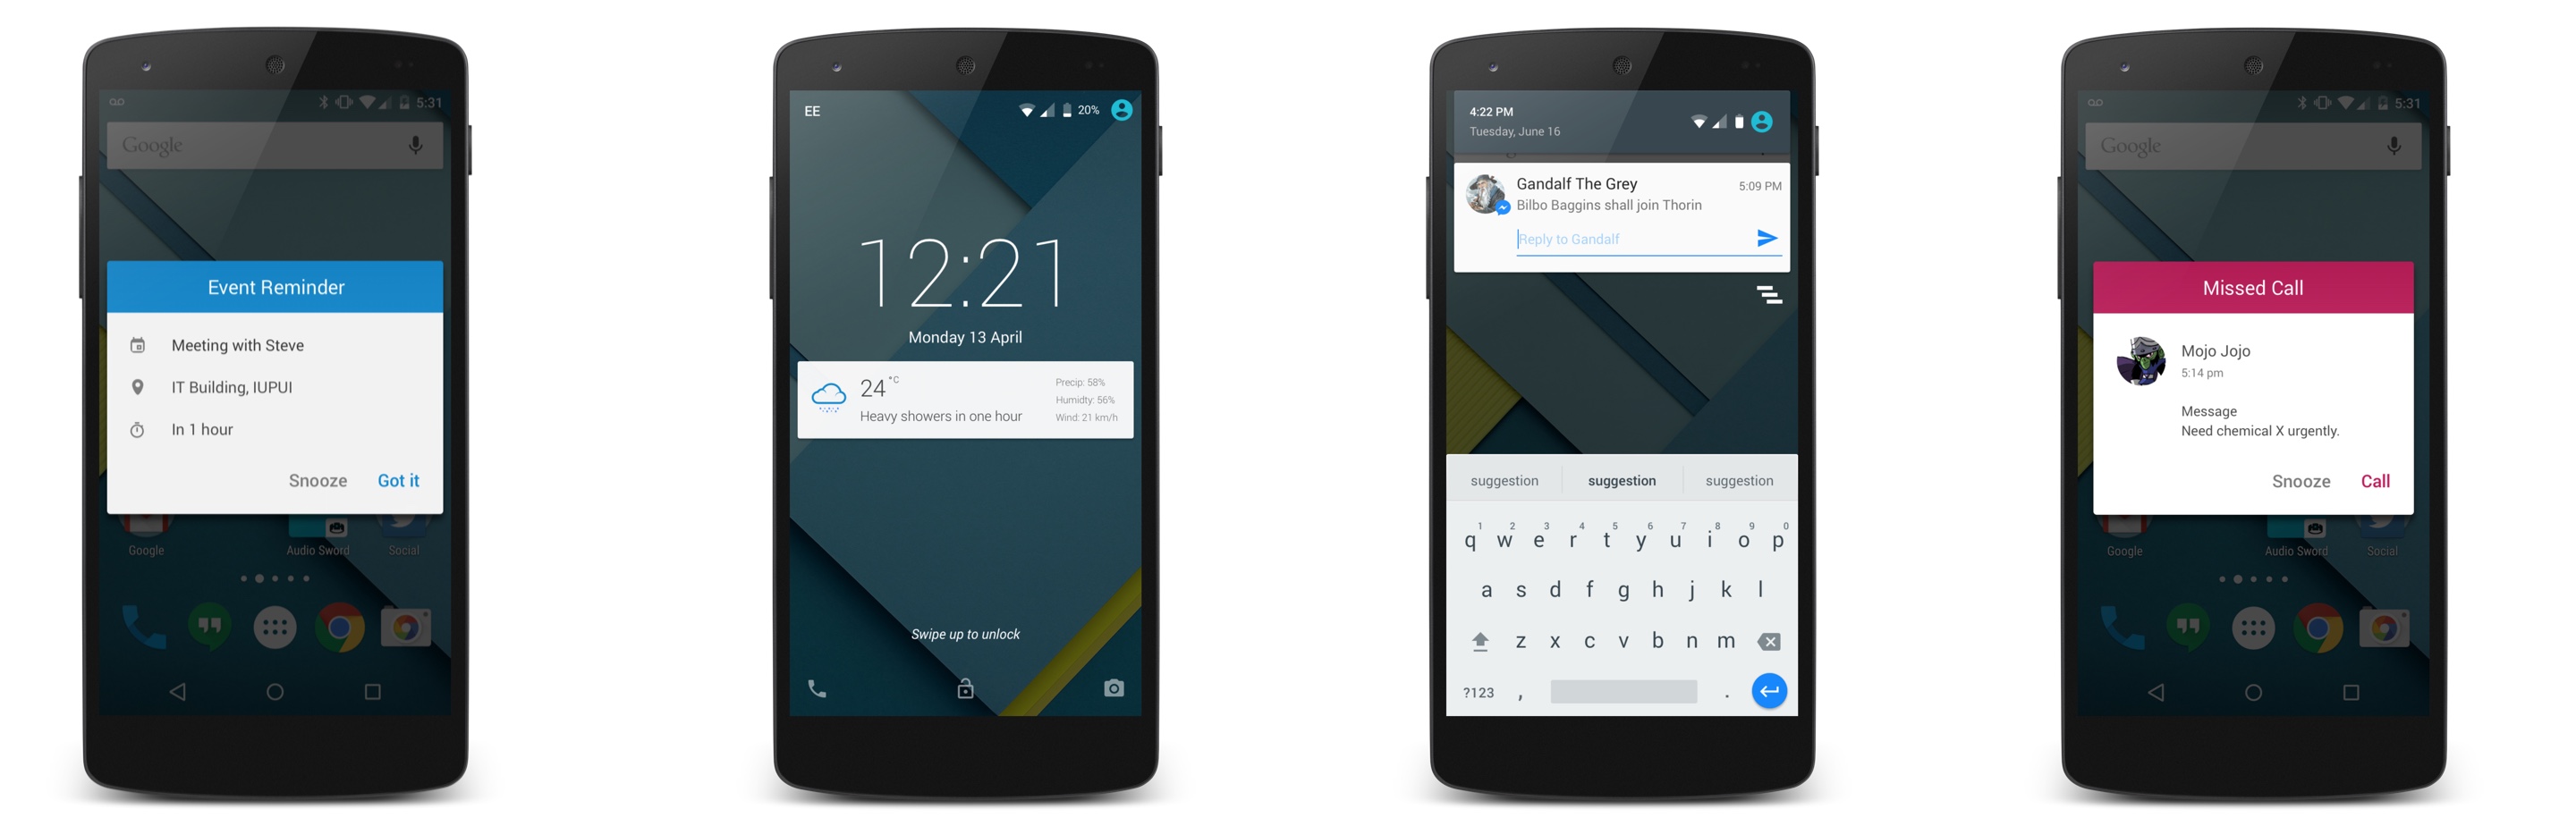 5:31
Google
Event Reminder
Meeting with Steve
IT Building, IUPUI
In 1 hour
Snooze Got it
Google Audio Sword Social
EE 20%
12:21
Monday 13 April
24 °C
Heavy showers in one hour
Precip: 58%
Humidty: 56%
Wind: 21 km/h
Swipe up to unlock
4:22 PM
Tuesday, June 16
Gandalf The Grey 5:09 PM
Bilbo Baggins shall join Thorin
Reply to Gandalf
suggestion suggestion suggestion
1 2 3 4 5 6 7 8 9 0
q w e r t y u i o p
a s d f g h j k l
z x c v b n m
?123 , .
5:31
Google
Missed Call
Mojo Jojo
5:14 pm
Message
Need chemical X urgently.
Snooze Call
Google Audio Sword Social